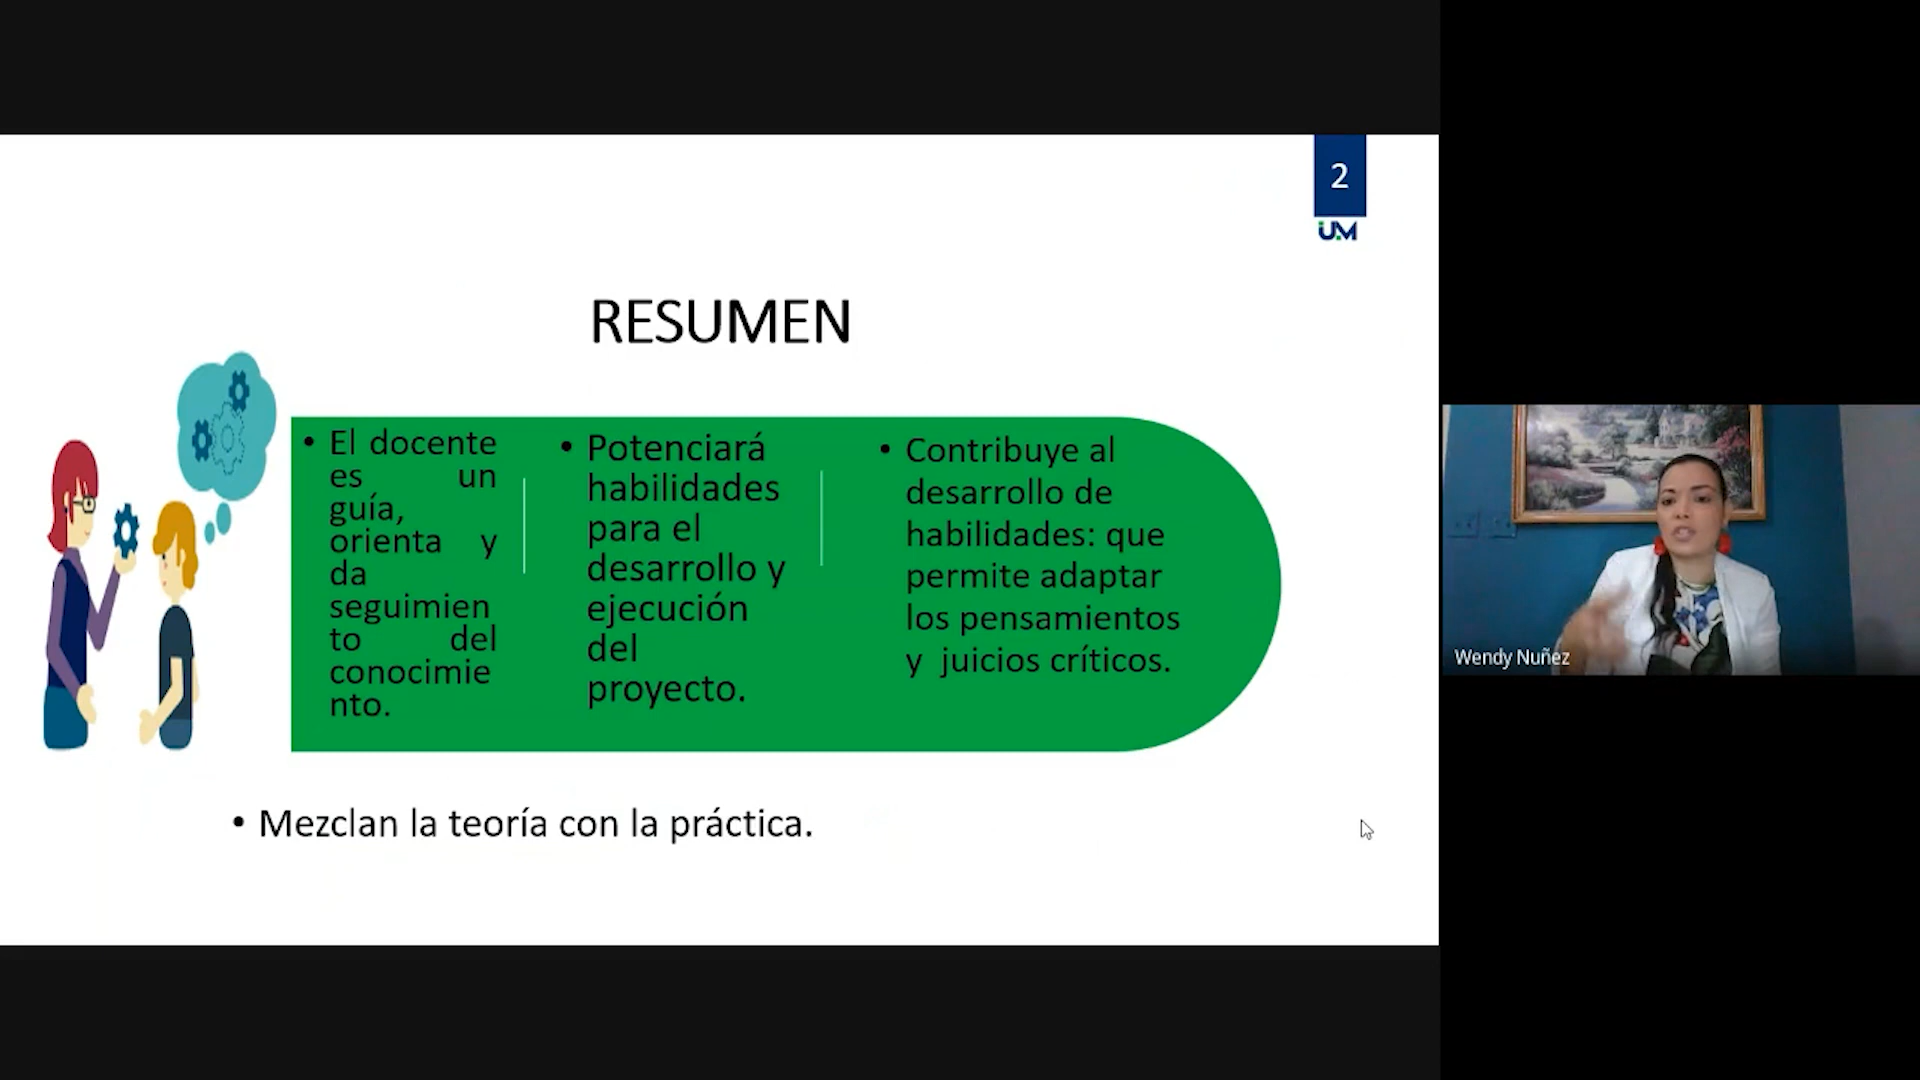 2
UM
RESUMEN
• El docente
es un
guía,
orienta y
da
seguimien
to del
conocimie
nto.
• Potenciará
habilidades
para el
desarrollo y
ejecución
del
proyecto.
• Contribuye al
desarrollo de
habilidades: que
permite adaptar
los pensamientos
y juicios críticos.
• Mezclan la teoría con la práctica.
Wendy Nuñez